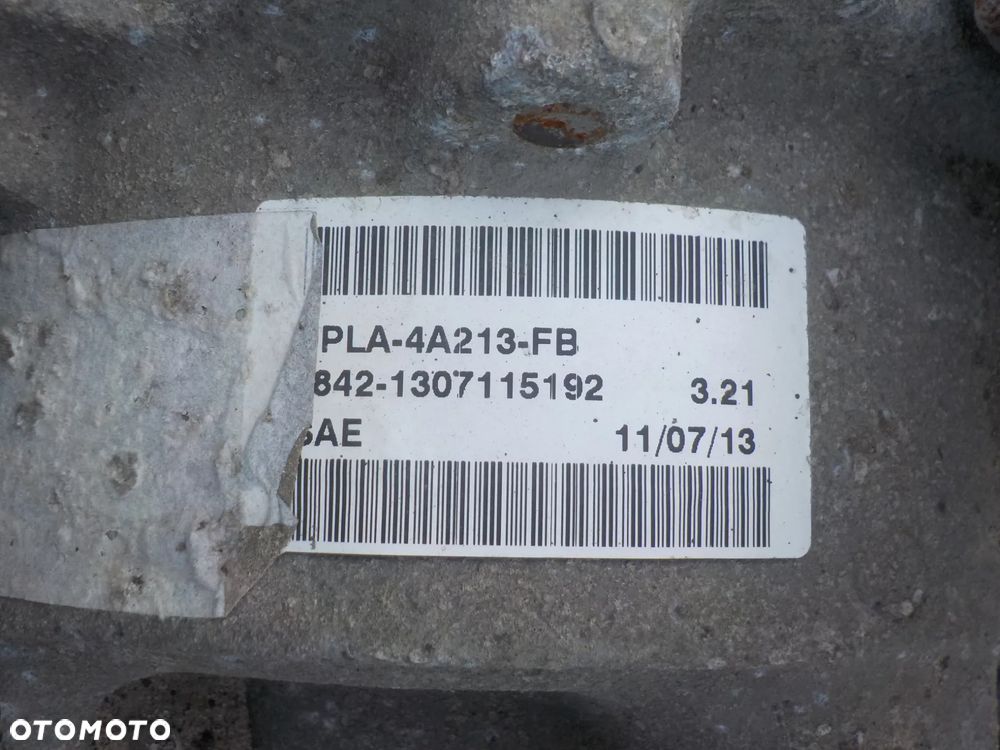 PLA-4A213-FB
842-1307115192 3.21
SAE 11/07/13
OTOMOTO